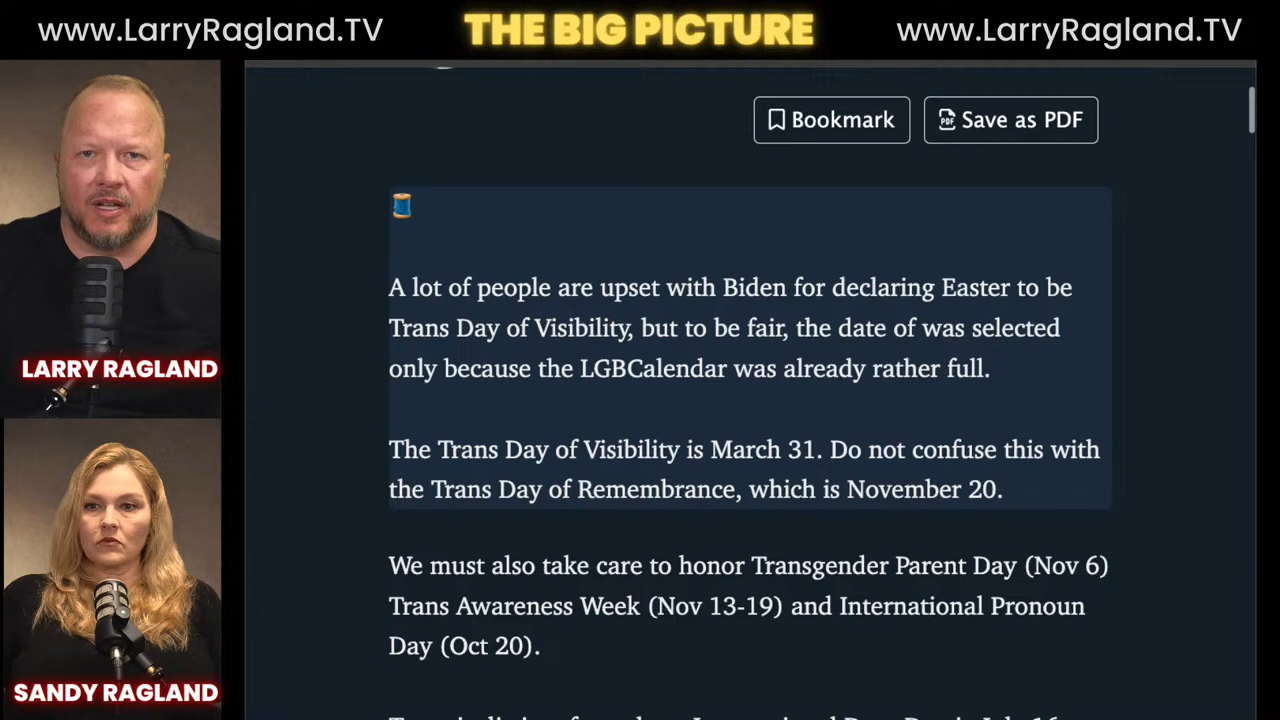 www.LarryRagland.TV
THE BIG PICTURE
www.LarryRagland.TV
Bookmark
PDF
Save as PDF
A lot of people are upset with Biden for declaring Easter to be
Trans Day of Visibility, but to be fair, the date of was selected
only because the LGBCalendar was already rather full.
The Trans Day of Visibility is March 31. Do not confuse this with
the Trans Day of Remembrance, which is November 20.
We must also take care to honor Transgender Parent Day (Nov 6)
Trans Awareness Week (Nov 13-19) and International Pronoun
Day (Oct 20).
LARRY RAGLAND
SANDY RAGLAND